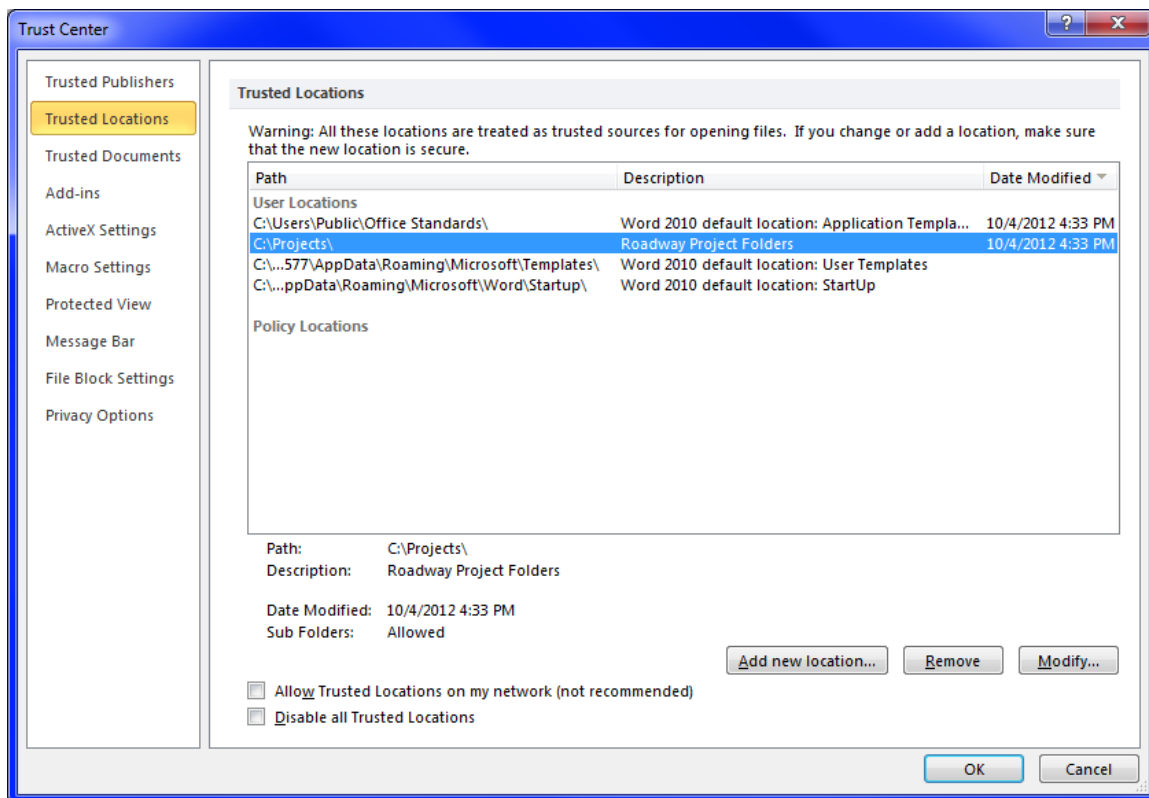 Trust Center
?
X
Trusted Publishers
Trusted Locations
Trusted Documents
Add-ins
ActiveX Settings
Macro Settings
Protected View
Message Bar
File Block Settings
Privacy Options
Trusted Locations
Warning: All these locations are treated as trusted sources for opening files. If you change or add a location, make sure
that the new location is secure.
Path Description Date Modified
User Locations
C:\Users\Public\Office Standards\ Word 2010 default location: Application Templa... 10/4/2012 4:33 PM
C:\Projects\ Roadway Project Folders 10/4/2012 4:33 PM
C:\...577\AppData\Roaming\Microsoft\Templates\ Word 2010 default location: User Templates
C:\...ppData\Roaming\Microsoft\Word\Startup\ Word 2010 default location: StartUp
Policy Locations
Path: C:\Projects\
Description: Roadway Project Folders
Date Modified: 10/4/2012 4:33 PM
Sub Folders: Allowed
Add new location... Remove Modify...
Allow Trusted Locations on my network (not recommended)
Disable all Trusted Locations
OK Cancel